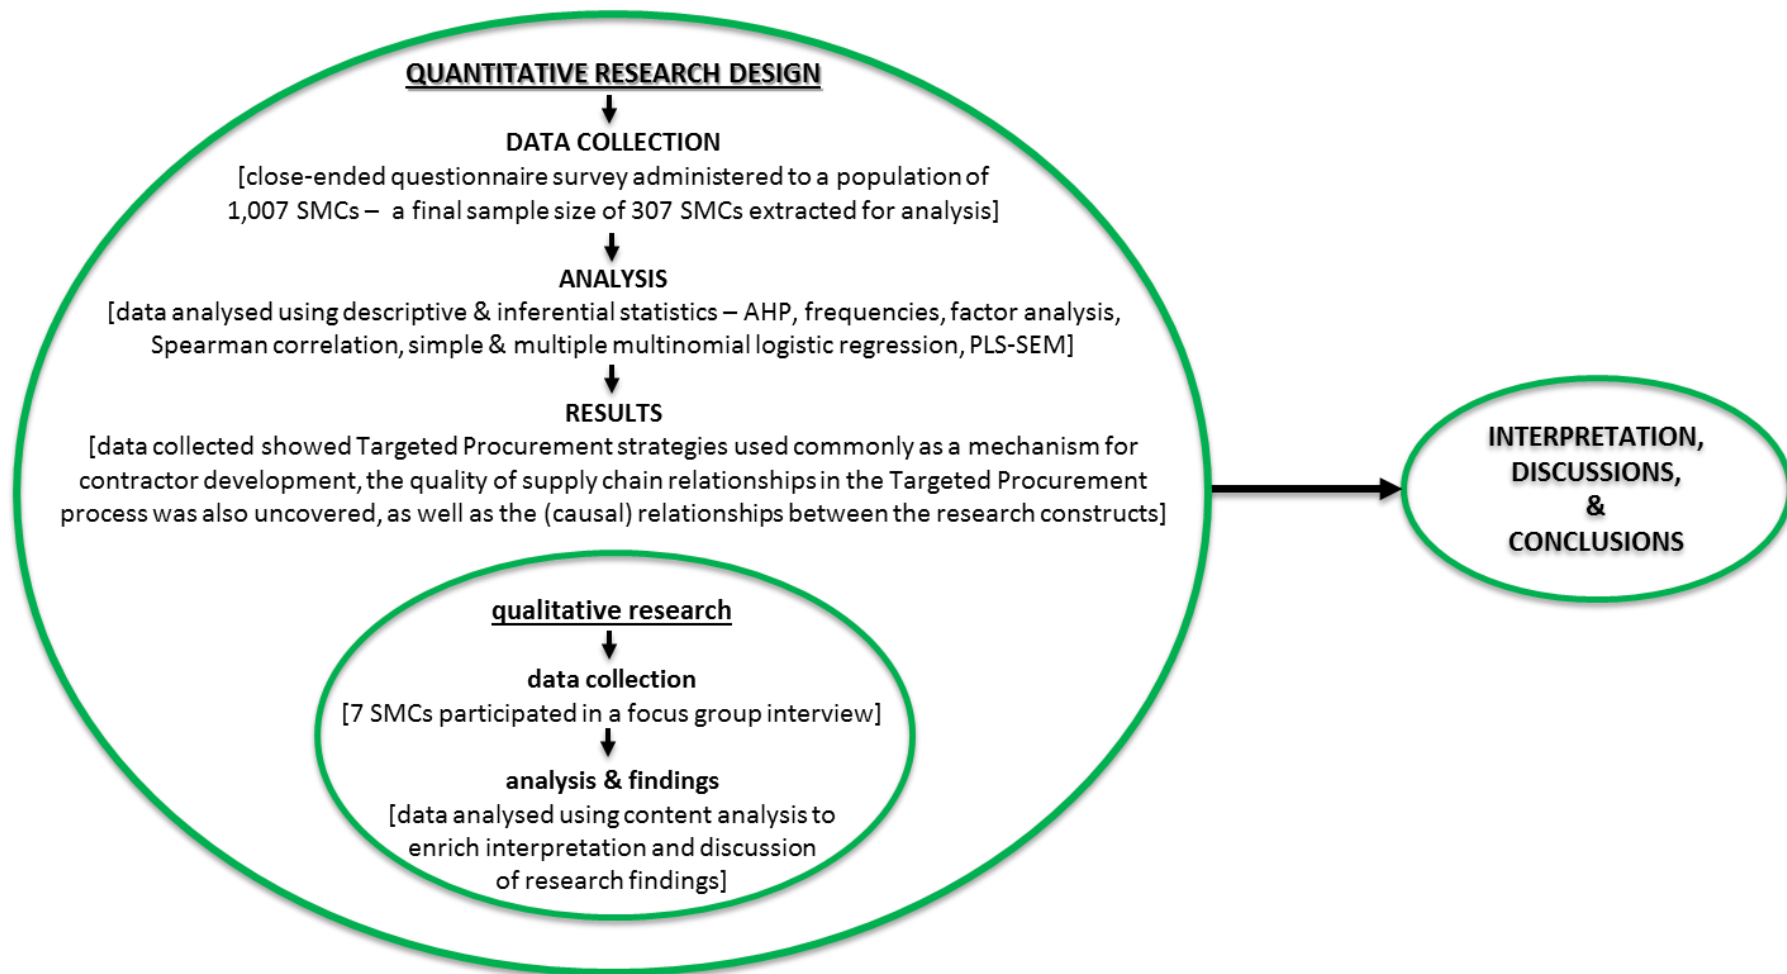 QUANTITATIVE RESEARCH DESIGN
DATA COLLECTION
[close-ended questionnaire survey administered to a population of
1,007 SMCs – a final sample size of 307 SMCs extracted for analysis]
ANALYSIS
[data analysed using descriptive & inferential statistics – AHP, frequencies, factor analysis,
Spearman correlation, simple & multiple multinomial logistic regression, PLS-SEM]
RESULTS
[data collected showed Targeted Procurement strategies used commonly as a mechanism for
contractor development, the quality of supply chain relationships in the Targeted Procurement
process was also uncovered, as well as the (causal) relationships between the research constructs]
qualitative research
data collection
[7 SMCs participated in a focus group interview]
analysis & findings
[data analysed using content analysis to
enrich interpretation and discussion
of research findings]
INTERPRETATION,
DISCUSSIONS,
&
CONCLUSIONS